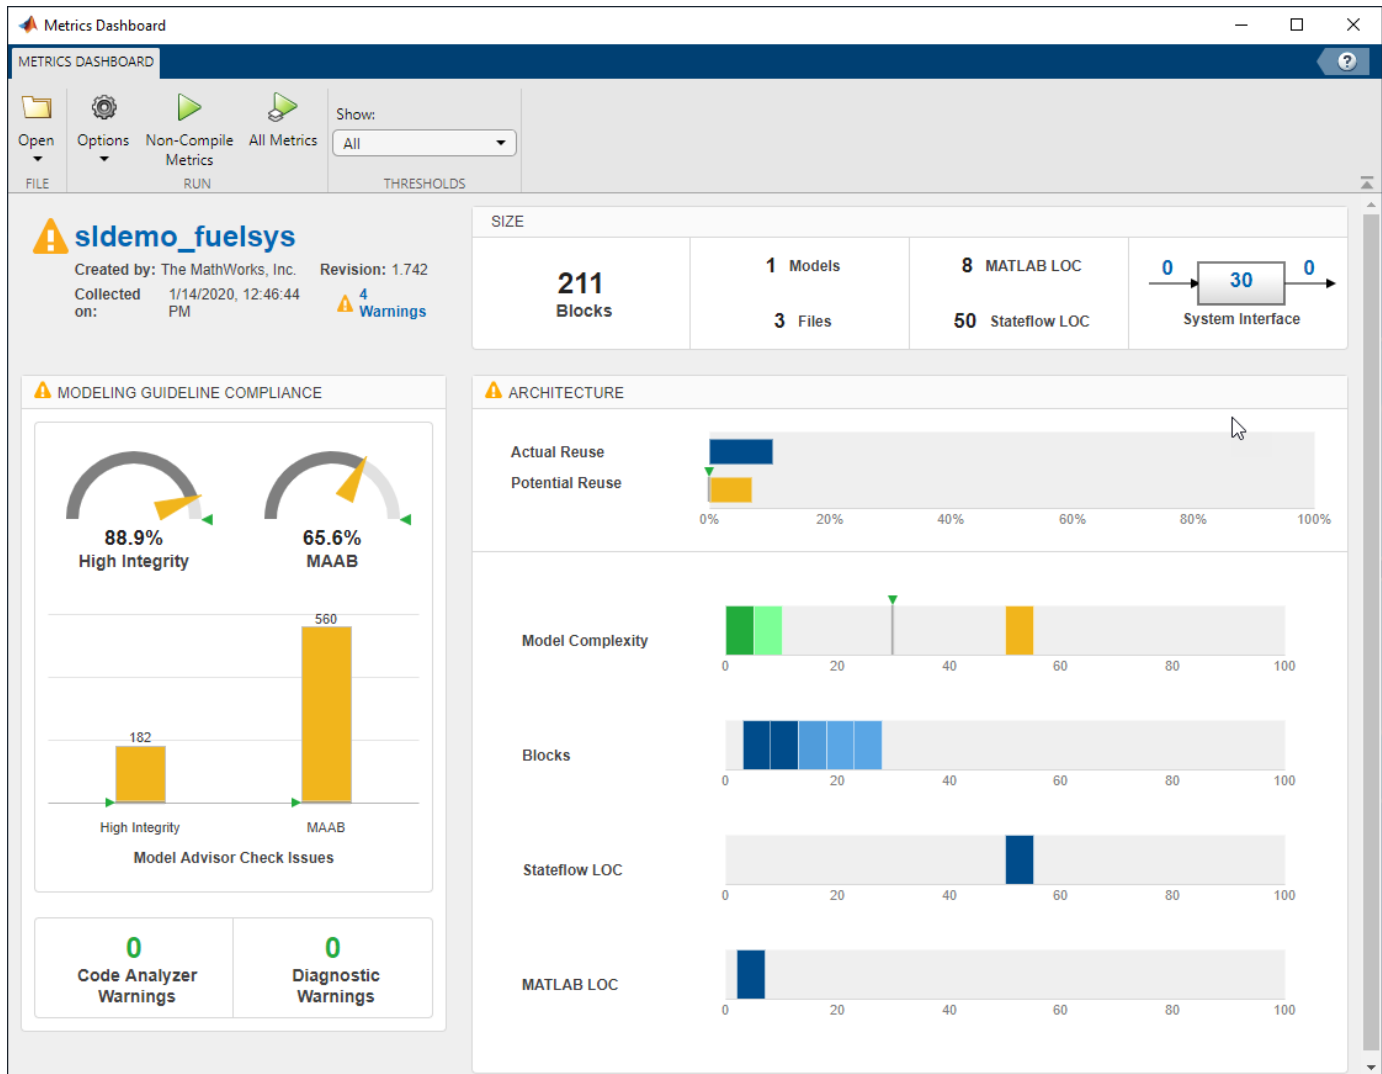 Metrics Dashboard
METRICS DASHBOARD
?
Open
Options
Non-Compile
Metrics
All Metrics
Show:
All
FILE
RUN
THRESHOLDS
sldemo_fuelsys
Created by: The MathWorks, Inc. Revision: 1.742
Collected on: 1/14/2020, 12:46:44 PM
4 Warnings
SIZE
211
Blocks
1 Models
3 Files
8 MATLAB LOC
50 Stateflow LOC
0 30 0
System Interface
MODELING GUIDELINE COMPLIANCE
88.9%
High Integrity
65.6%
MAAB
560
182
High Integrity MAAB
Model Advisor Check Issues
0
Code Analyzer
Warnings
0
Diagnostic
Warnings
ARCHITECTURE
Actual Reuse
Potential Reuse
0% 20% 40% 60% 80% 100%
Model Complexity
0 20 40 60 80 100
Blocks
0 20 40 60 80 100
Stateflow LOC
0 20 40 60 80 100
MATLAB LOC
0 20 40 60 80 100